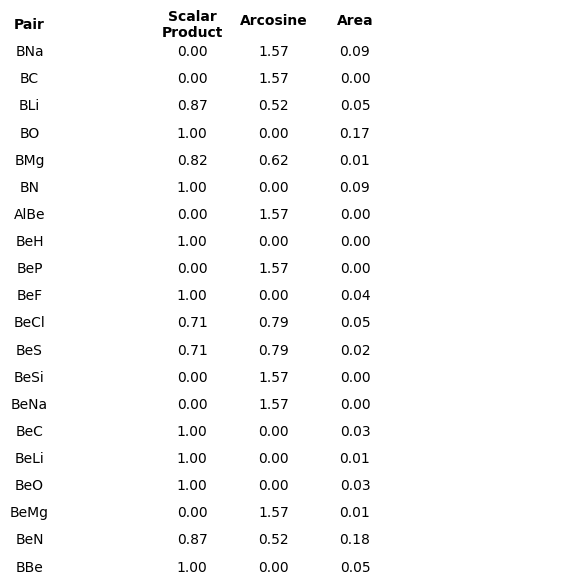 Pair Scalar Product Arcosine Area
BNa 0.00 1.57 0.09
BC 0.00 1.57 0.00
BLi 0.87 0.52 0.05
BO 1.00 0.00 0.17
BMg 0.82 0.62 0.01
BN 1.00 0.00 0.09
AlBe 0.00 1.57 0.00
BeH 1.00 0.00 0.00
BeP 0.00 1.57 0.00
BeF 1.00 0.00 0.04
BeCl 0.71 0.79 0.05
BeS 0.71 0.79 0.02
BeSi 0.00 1.57 0.00
BeNa 0.00 1.57 0.00
BeC 1.00 0.00 0.03
BeLi 1.00 0.00 0.01
BeO 1.00 0.00 0.03
BeMg 0.00 1.57 0.01
BeN 0.87 0.52 0.18
BBe 1.00 0.00 0.05